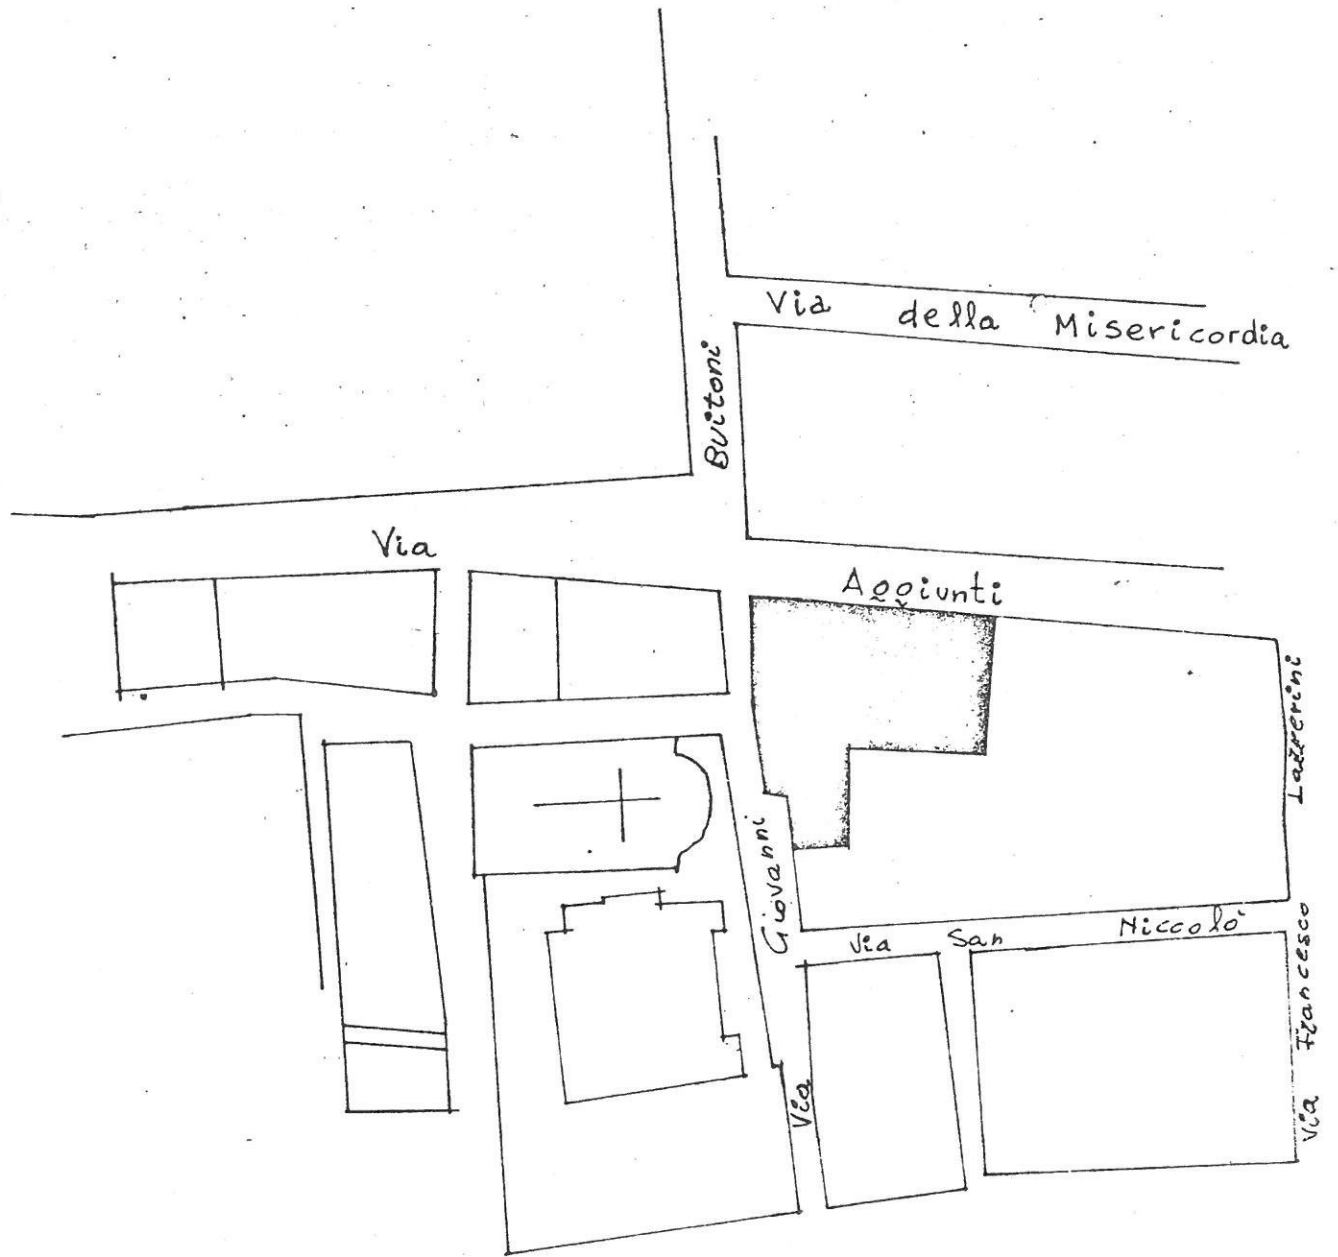 Via della Misericordia
Via Giovanni Buitoni
Via Aggiunti
Via San Niccolò
Via Francesco Lazzerini